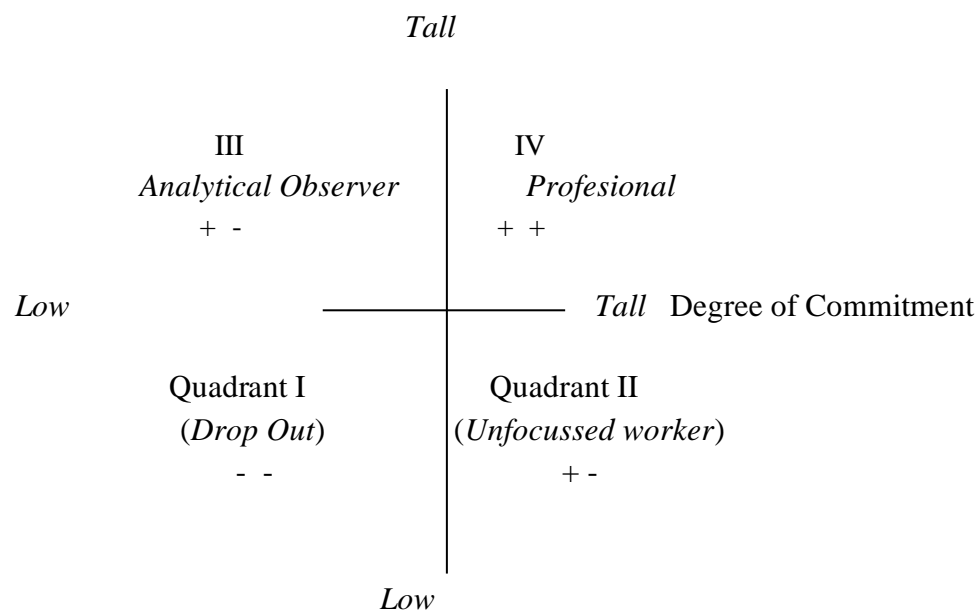 Tall
III IV
Analytical Observer Profesional
+ - + +
Low Tall Degree of Commitment
Quadrant I Quadrant II
(Drop Out) (Unfocussed worker)
- - + -
Low